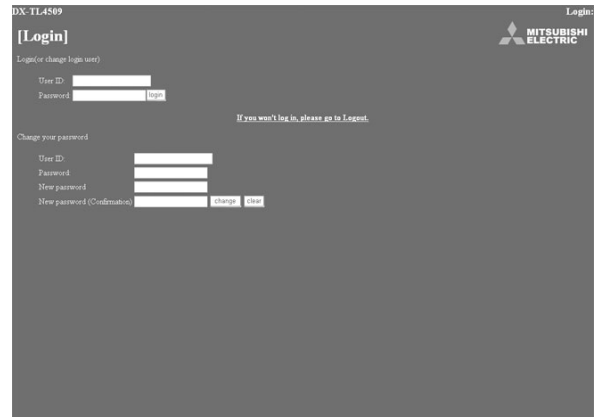 DX-TL4509 Login:
[Login]
MITSUBISHI
ELECTRIC
Login(or change login user)
User ID:
Password: login
If you won't log in, please go to Logout.
Change your password
User ID:
Password
New password
New password (Confirmation) change clear